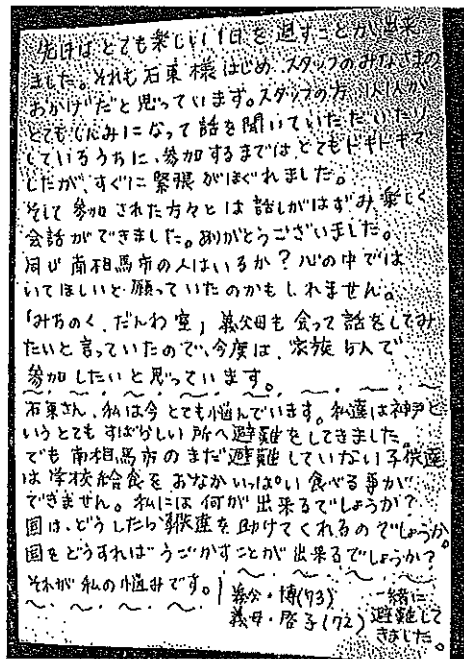 先日はとても楽しい1日を過すことが出来
ました。それも石東様はじめ、スタッフのみなさまの
おかげだと思っています。スタッフの方1人1人が
とてもしんみになって話を聞いていただいたり
しているうちに、参加するまではとてもドキドキで
したが、すぐに緊張がほぐれました。
そして参加された方々とは話しがはずみ楽しく
会話ができました。ありがとうございました。
同じ南相馬市の人はいるか?心の中では
いてほしいと願っていたのかもしれません。
「みちのく、だんわ室」義父母も会って話をしてみ
たいと言っていたので、今度は、家族5人で
参加したいと思っています。
石東さん、私は今とても悩んでいます。私達は神戸と
いうとてもすばらしい所へ避難をしてきました。
でも南相馬市のまだ避難していない子供達
は学校給食をおなかいっぱい食べる事が
できません。私には何が出来るでしょうか?
国は、どうしたら子供達を助けてくれるのでしょうか。
国をどうすればうごかすことが出来るでしょうか?
それが私の悩みです。
義父・博(73)
義母・啓子(72)
一緒に
避難して
きました。